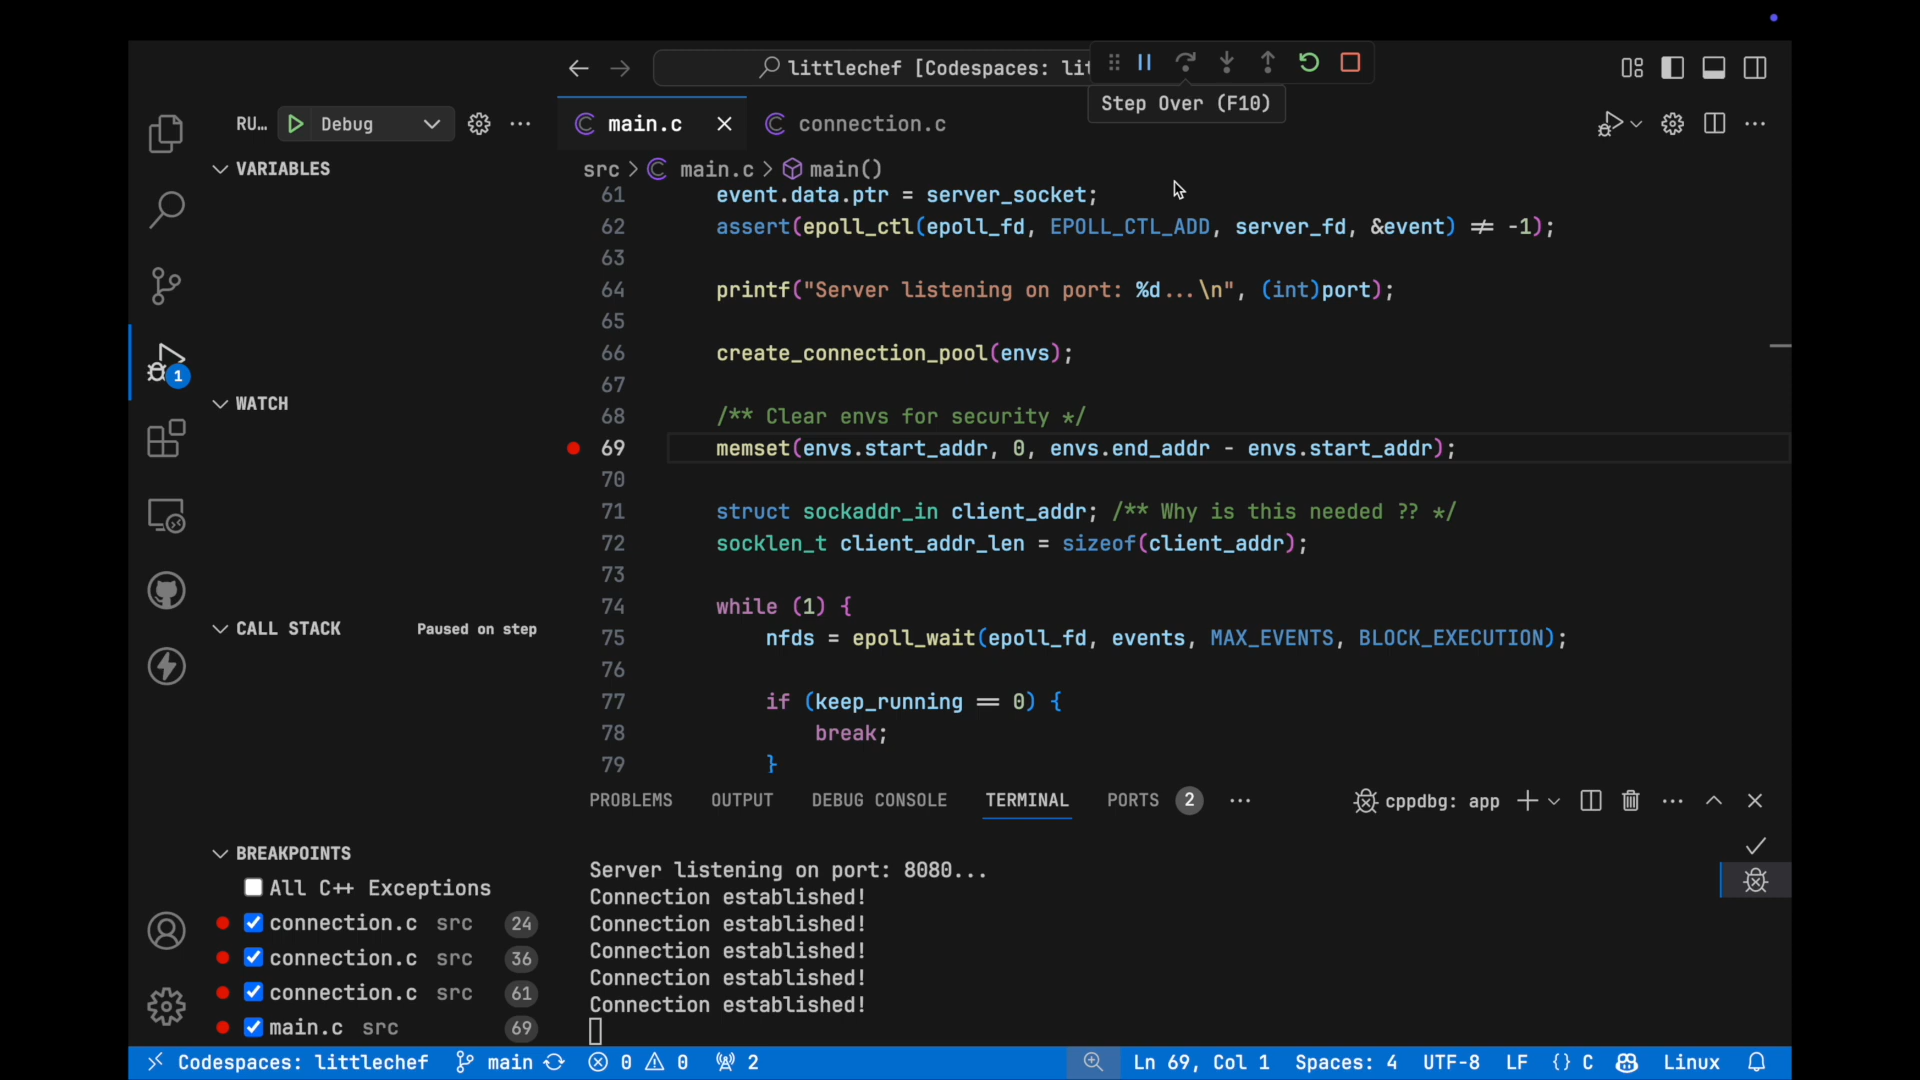 littlechef [Codespaces: lit
Step Over (F10)
RU... Debug
main.c
connection.c
src > main.c > main()
VARIABLES
WATCH
CALL STACK Paused on step
BREAKPOINTS
All C++ Exceptions
connection.c src 24
connection.c src 36
connection.c src 61
main.c src 69
1
61 event.data.ptr = server_socket;
62 assert(epoll_ctl(epoll_fd, EPOLL_CTL_ADD, server_fd, &event) != -1);
63
64 printf("Server listening on port: %d...\n", (int)port);
65
66 create_connection_pool(envs);
67
68 /** Clear envs for security */
69 memset(envs.start_addr, 0, envs.end_addr - envs.start_addr);
70
71 struct sockaddr_in client_addr; /** Why is this needed ?? */
72 socklen_t client_addr_len = sizeof(client_addr);
73
74 while (1) {
75 nfds = epoll_wait(epoll_fd, events, MAX_EVENTS, BLOCK_EXECUTION);
76
77 if (keep_running == 0) {
78 break;
79 }
PROBLEMS OUTPUT DEBUG CONSOLE TERMINAL PORTS 2 ... cppdbg: app
Server listening on port: 8080...
Connection established!
Connection established!
Connection established!
Connection established!
Connection established!
Codespaces: littlechef main 0 0 2 Ln 69, Col 1 Spaces: 4 UTF-8 LF {} C Linux